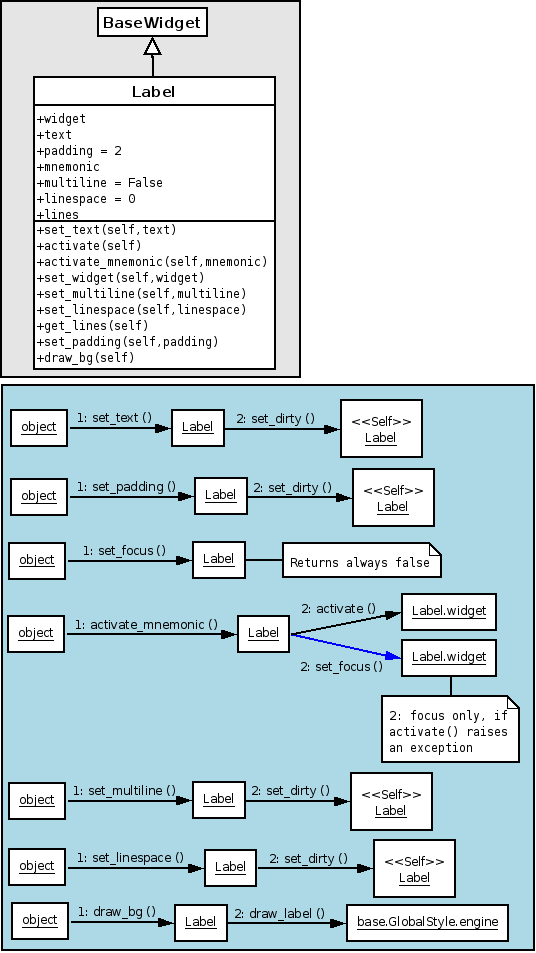 BaseWidget
Label
+widget
+text
+padding = 2
+mnemonic
+multiline = False
+linespace = 0
+lines
+set_text(self,text)
+activate(self)
+activate_mnemonic(self,mnemonic)
+set_widget(self,widget)
+set_multiline(self,multiline)
+set_linespace(self,linespace)
+get_lines(self)
+set_padding(self,padding)
+draw_bg(self)
object
1: set_text ()
Label
2: set_dirty ()
<<Self>>
Label
object
1: set_padding ()
Label
2: set_dirty ()
<<Self>>
Label
object
1: set_focus ()
Label
Returns always false
object
1: activate_mnemonic ()
Label
2: activate ()
Label.widget
2: set_focus ()
Label.widget
2: focus only, if
activate() raises
an exception
object
1: set_multiline ()
Label
2: set_dirty ()
<<Self>>
Label
object
1: set_linespace ()
Label
2: set_dirty ()
<<Self>>
Label
object
1: draw_bg ()
Label
2: draw_label ()
base.GlobalStyle.engine